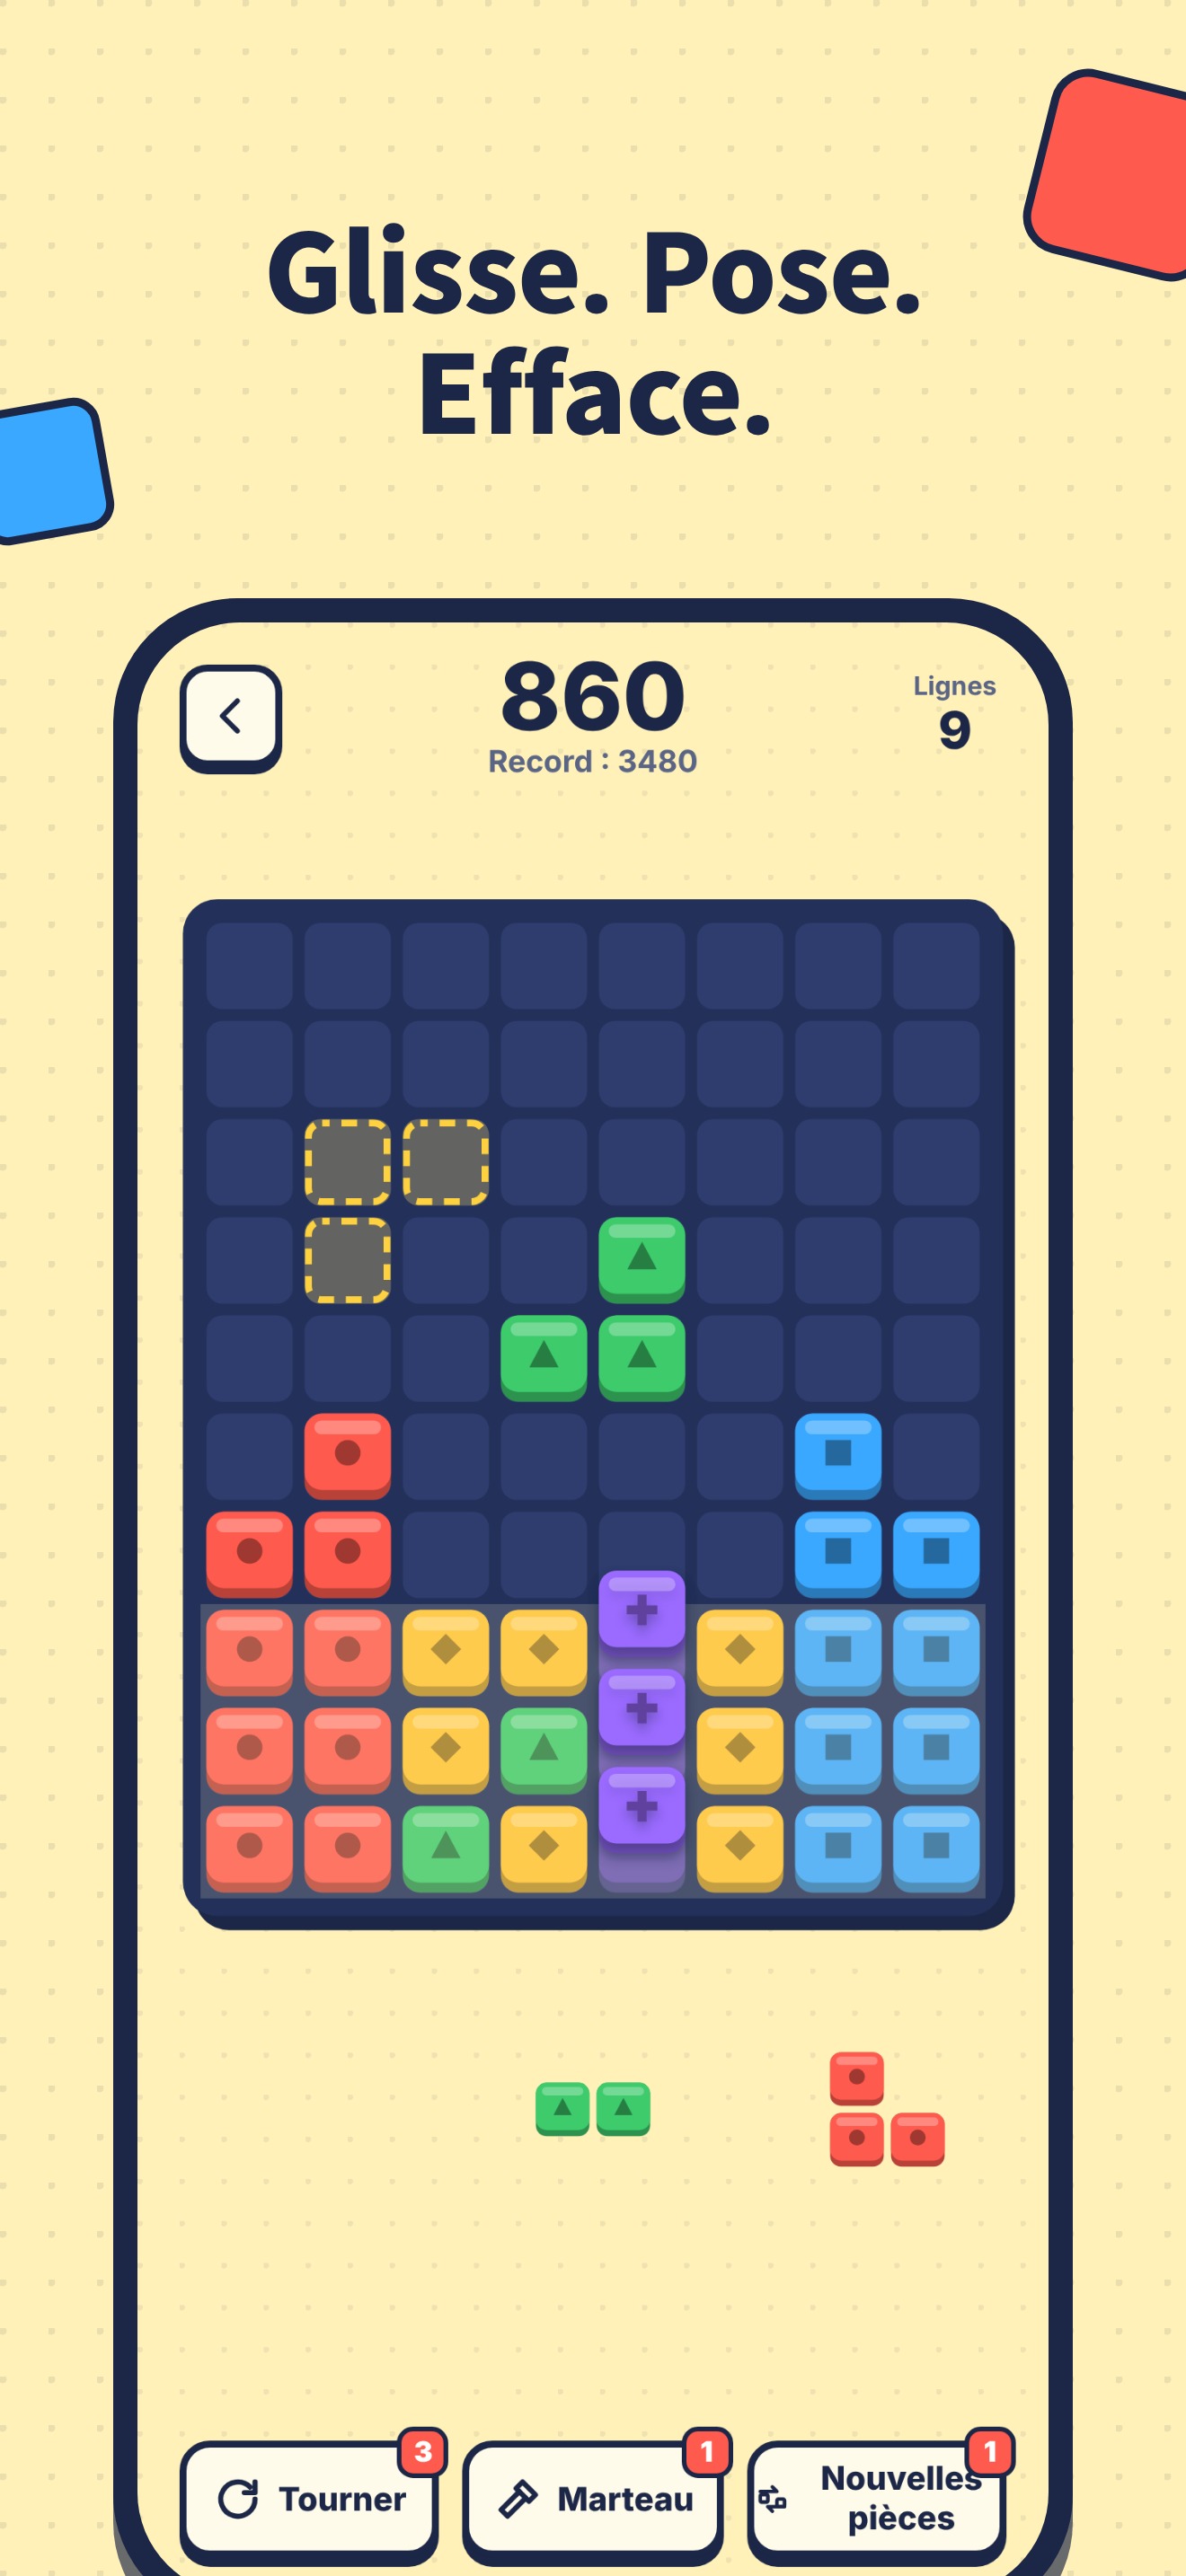 Glisse. Pose.
Efface.
860
Record : 3480
Lignes
9
3
Tourner
1
Marteau
1
Nouvelles
pièces